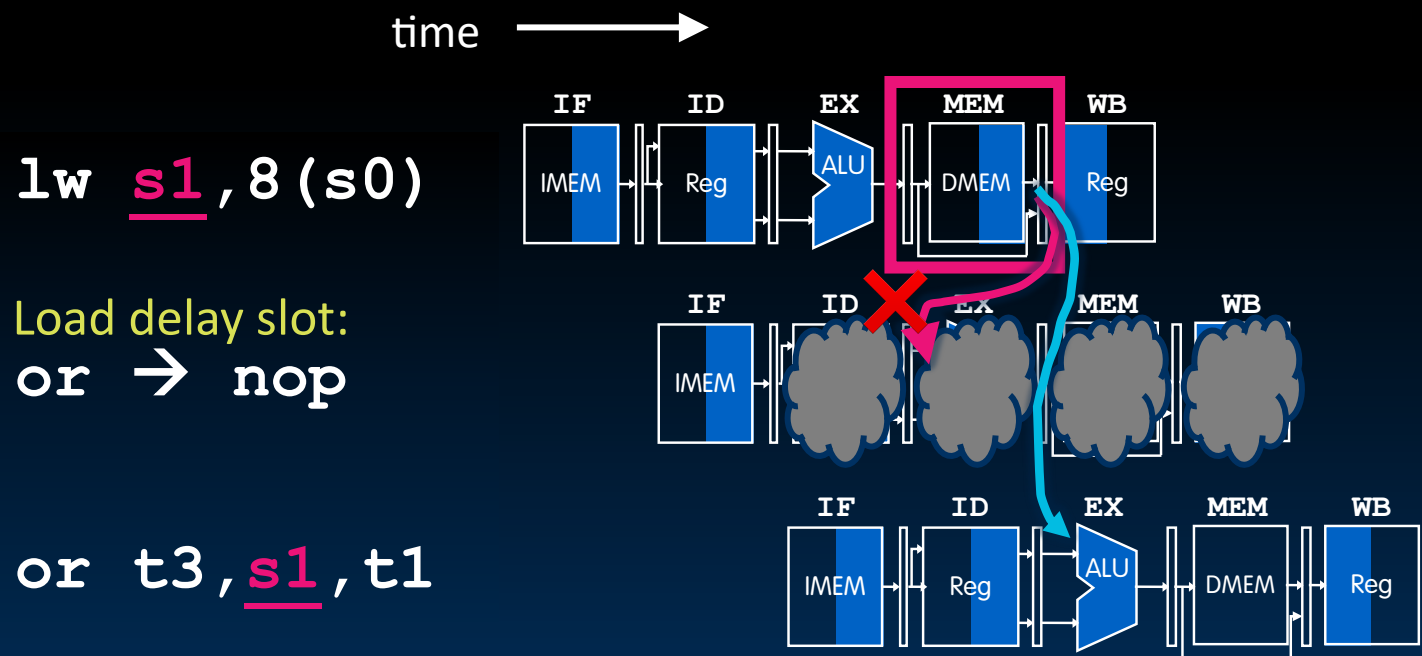 time
IF ID EX MEM WB
lw s1,8(s0)
IMEM Reg ALU DMEM Reg
Load delay slot:
or → nop
IF ID EX MEM WB
IMEM
or t3,s1,t1
IF ID EX MEM WB
IMEM Reg ALU DMEM Reg